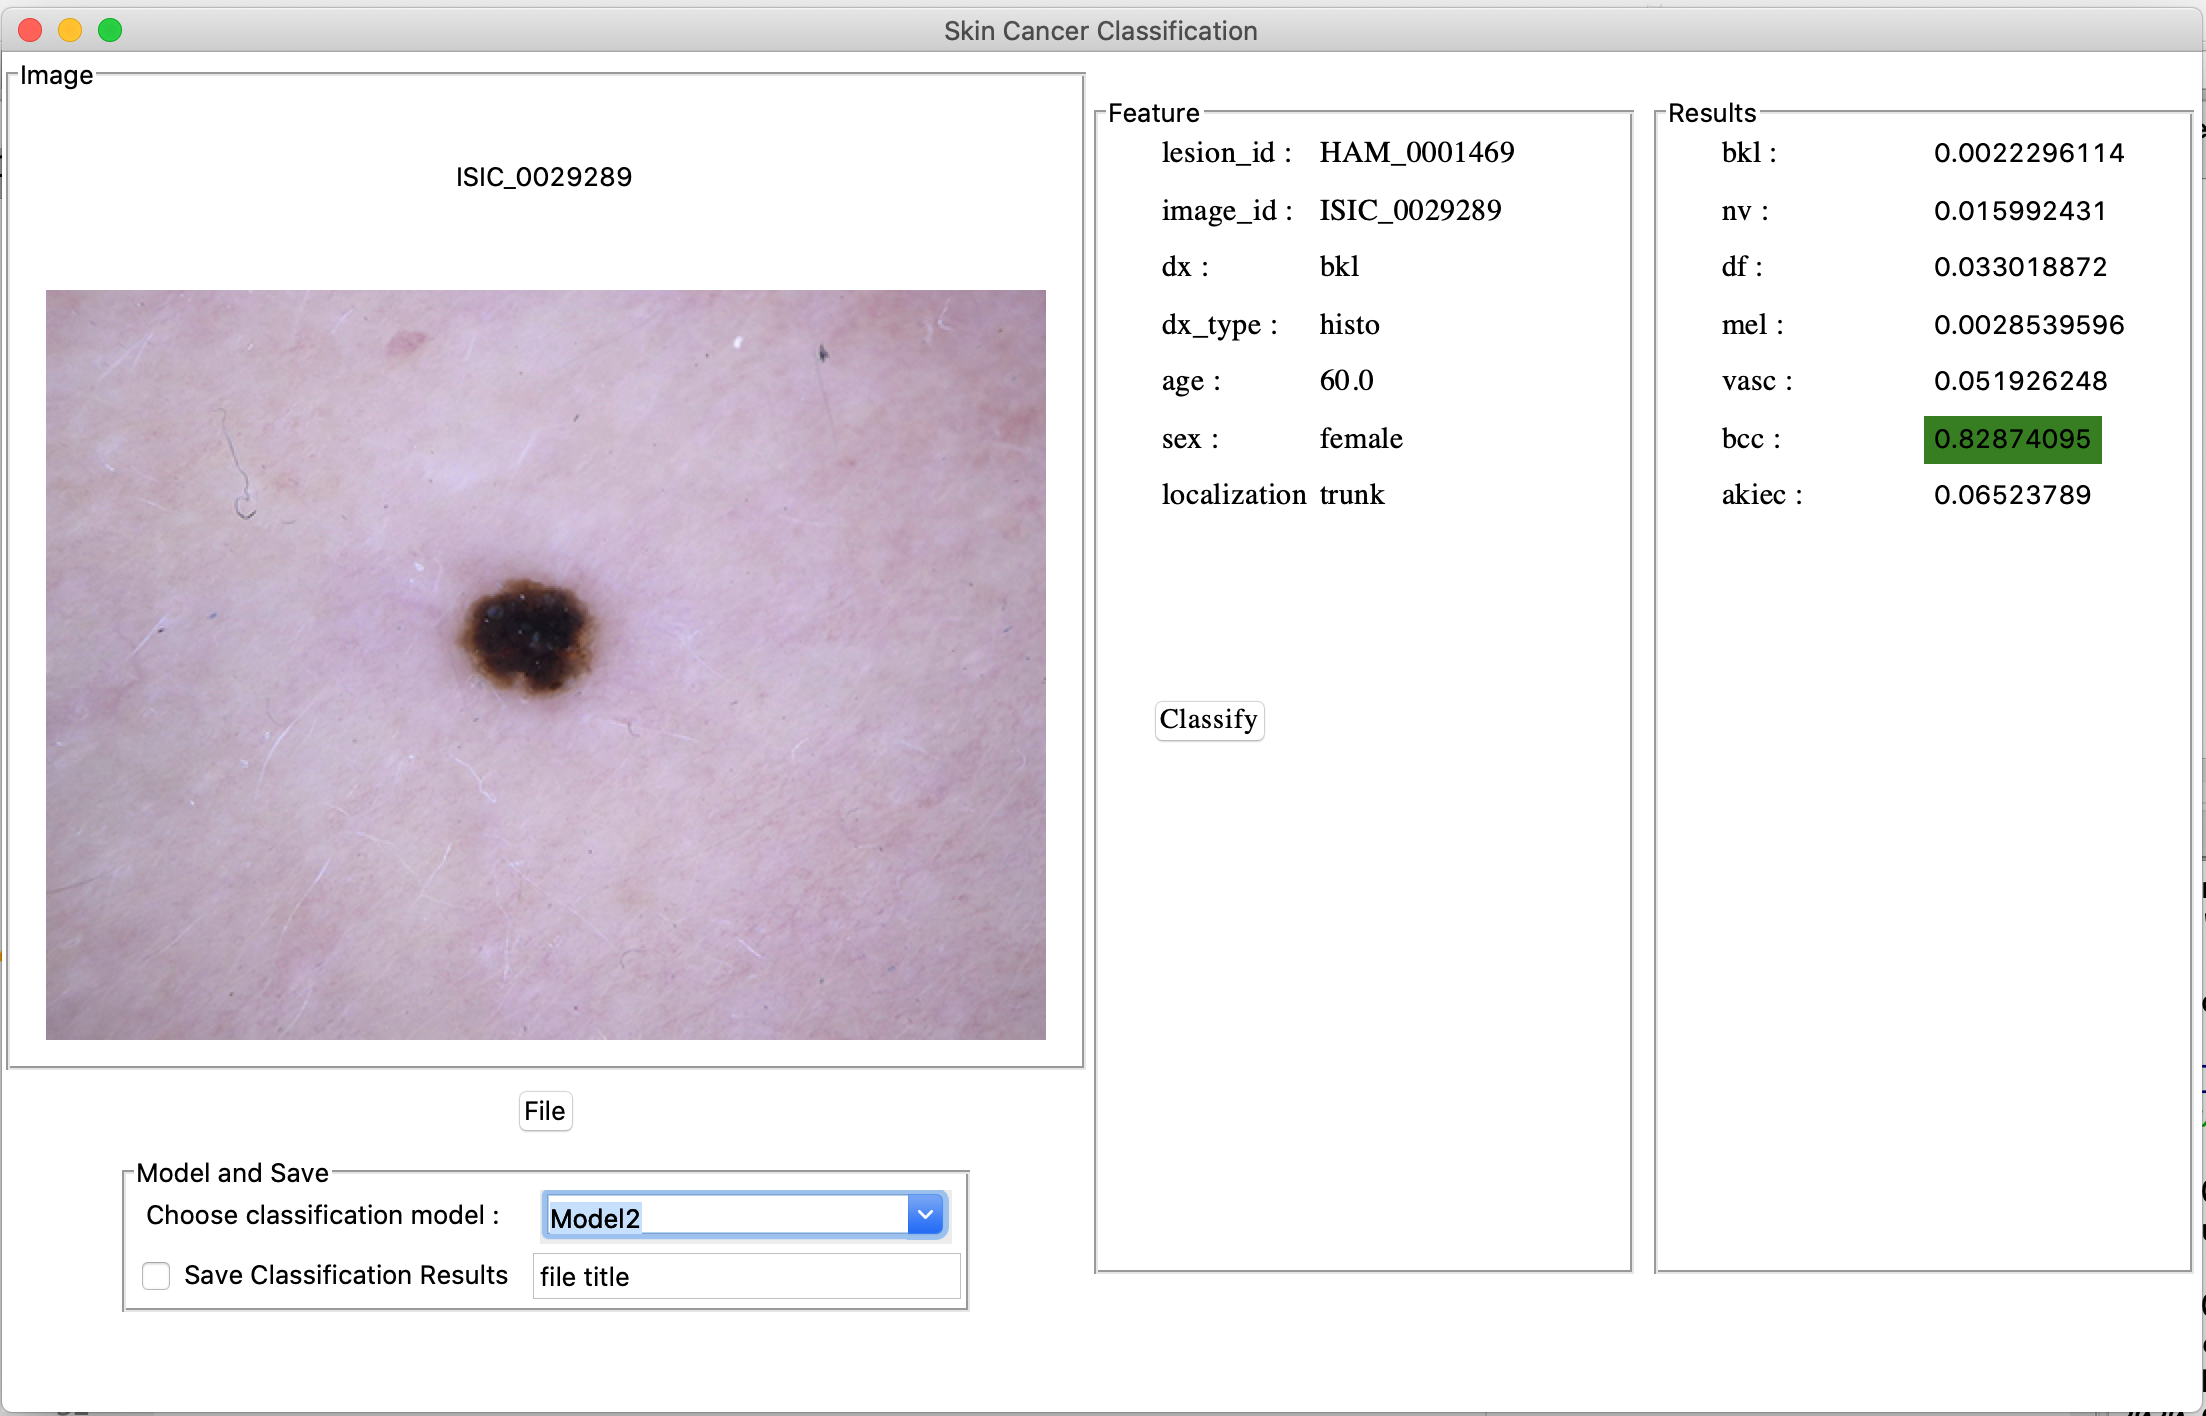 Skin Cancer Classification
Image
ISIC_0029289
File
Model and Save
Choose classification model :
Model2
Save Classification Results
file title
Feature
lesion_id : HAM_0001469
image_id : ISIC_0029289
dx : bkl
dx_type : histo
age : 60.0
sex : female
localization trunk
Classify
Results
bkl : 0.0022296114
nv : 0.015992431
df : 0.033018872
mel : 0.0028539596
vasc : 0.051926248
bcc : 0.82874095
akiec : 0.06523789